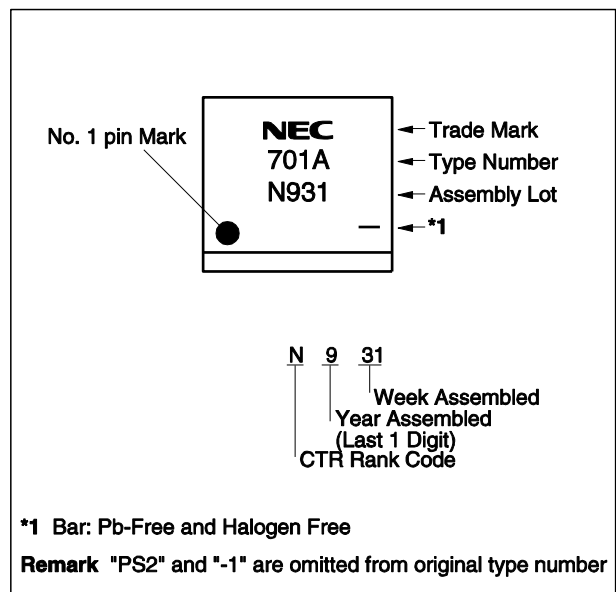 NEC
No. 1 pin Mark
Trade Mark
701A
Type Number
N931
Assembly Lot
*1
N 9 31
Week Assembled
Year Assembled
(Last 1 Digit)
CTR Rank Code
*1 Bar: Pb-Free and Halogen Free
Remark "PS2" and "-1" are omitted from original type number